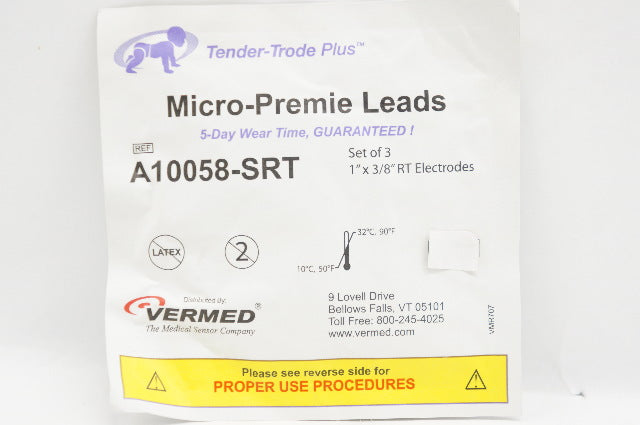 Tender-Trode Plus™
Micro-Premie Leads
5-Day Wear Time, GUARANTEED !
REF
A10058-SRT
Set of 3
1" x 3/8" RT Electrodes
LATEX
2
32°C, 90°F
10°C, 50°F
Distributed By:
VERMED®
The Medical Sensor Company
9 Lovell Drive
Bellows Falls, VT 05101
Toll Free: 800-245-4025
www.vermed.com
VMR707
Please see reverse side for
PROPER USE PROCEDURES